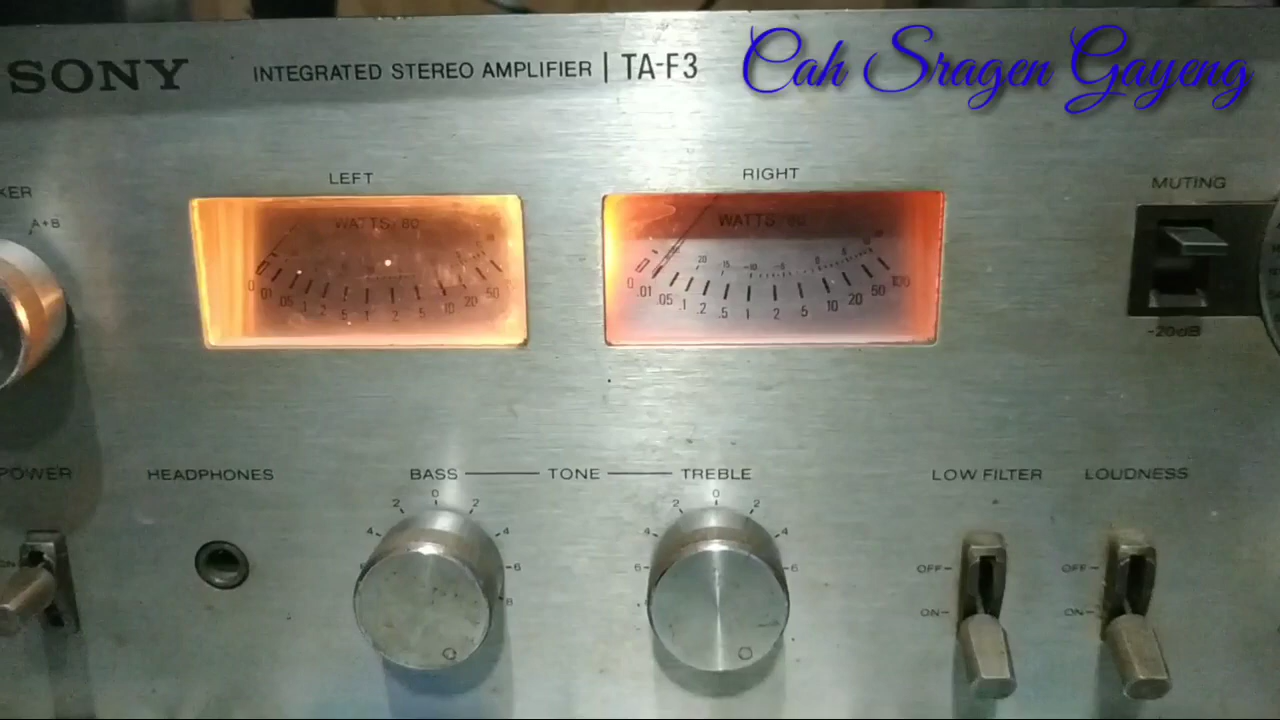 SONY
INTEGRATED STEREO AMPLIFIER | TA-F3
Cah Sragen Gayeng
LEFT
RIGHT
MUTING
A+B
WATTS 8Ω
WATTS 8Ω
0 .01 .05 .1 .2 .5 1 2 5 10 20 50
0 .01 .05 .1 .2 .5 1 2 5 10 20 50 100
-20dB
POWER
HEADPHONES
BASS
TONE
TREBLE
LOW FILTER
LOUDNESS
4 2 0 2 4 6 8
6 4 2 0 2 4 6
OFF
ON
OFF
ON